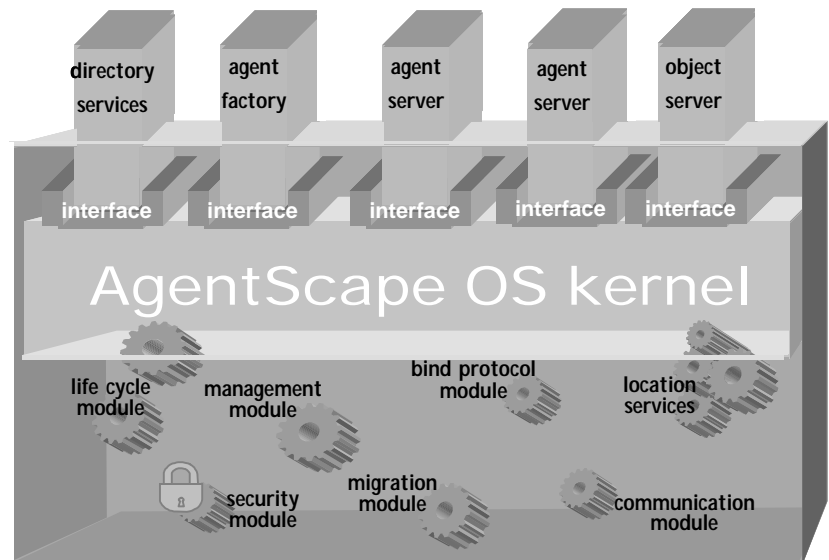 directory
services
agent
factory
agent
server
agent
server
object
server
interface
interface
interface
interface
interface
AgentScape OS kernel
life cycle
module
management
module
bind protocol
module
location
services
security
module
migration
module
communication
module